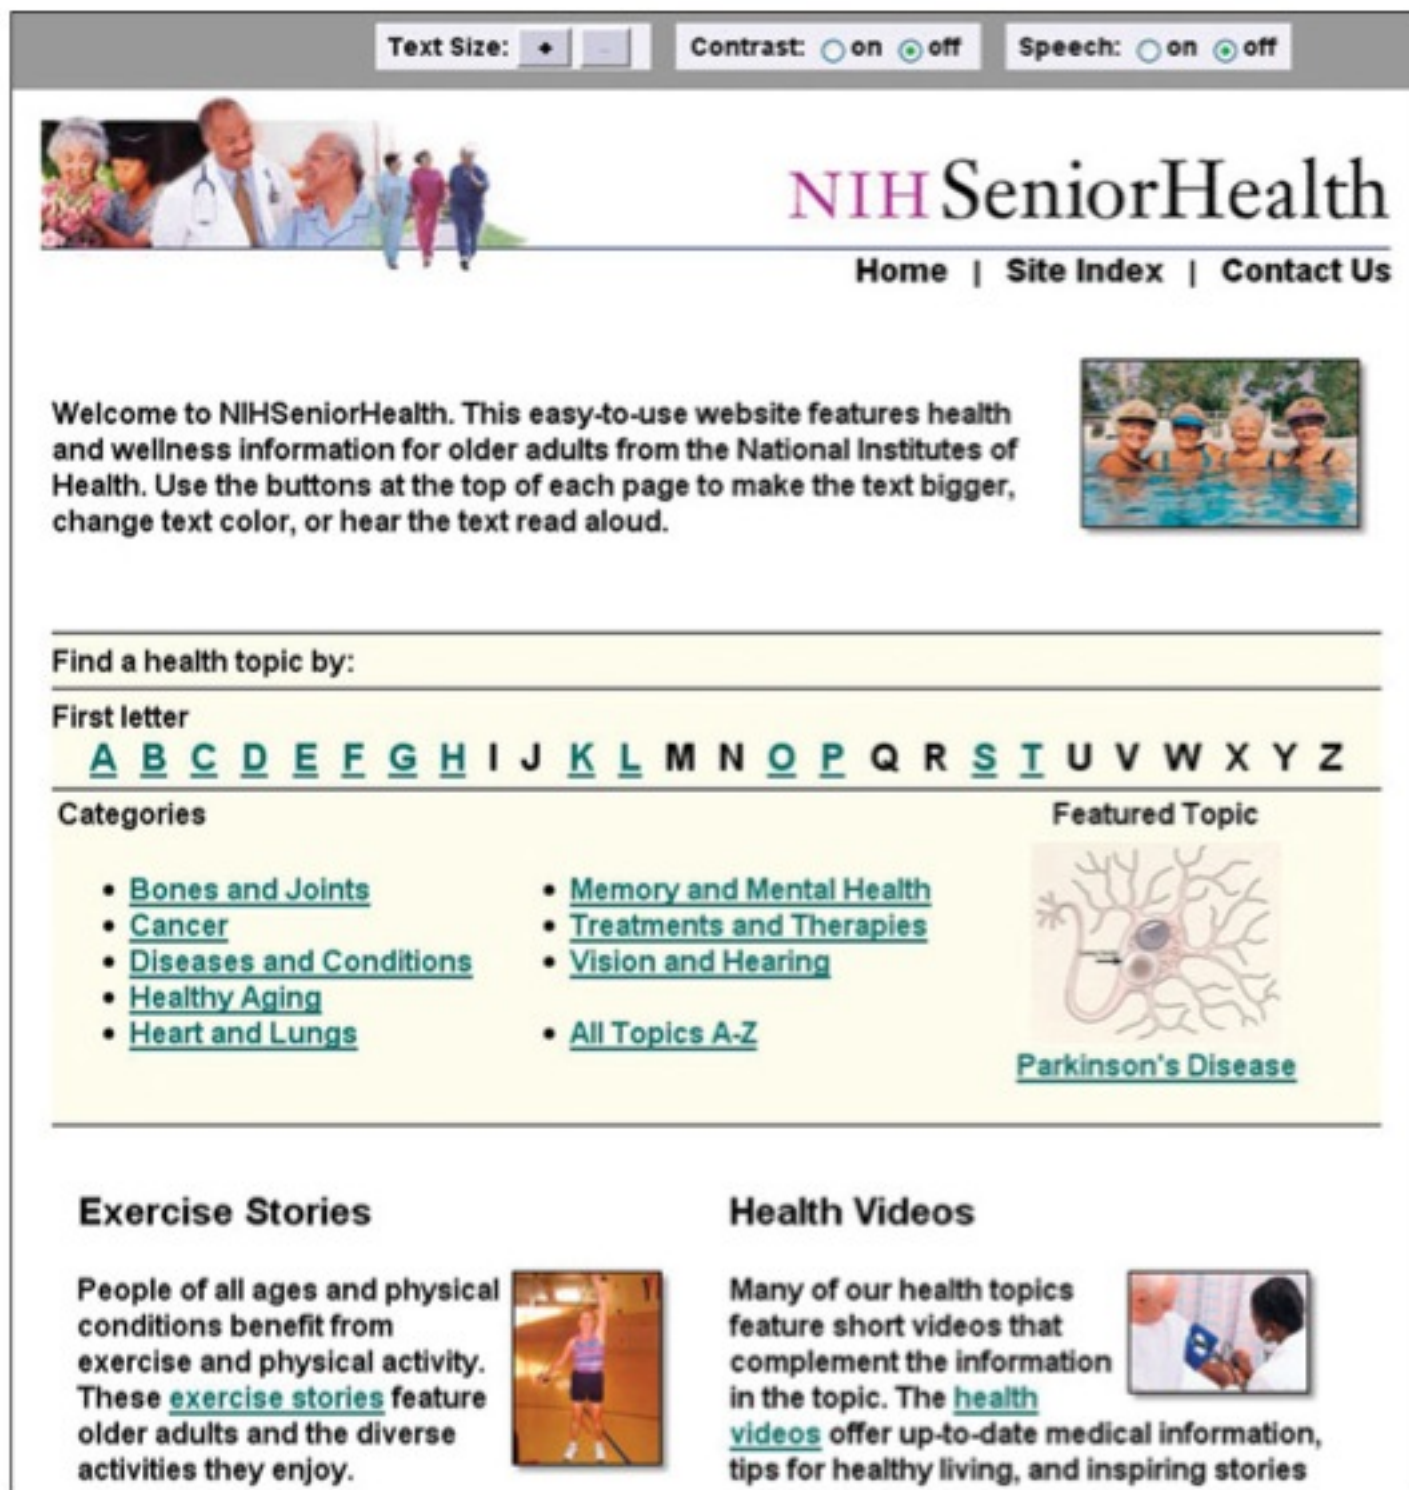 Text Size: + -
Contrast: on off
Speech: on off
NIHSeniorHealth
Home | Site Index | Contact Us
Welcome to NIHSeniorHealth. This easy-to-use website features health
and wellness information for older adults from the National Institutes of
Health. Use the buttons at the top of each page to make the text bigger,
change text color, or hear the text read aloud.
Find a health topic by:
First letter
A B C D E F G H I J K L M N O P Q R S T U V W X Y Z
Categories
• Bones and Joints
• Cancer
• Diseases and Conditions
• Healthy Aging
• Heart and Lungs
• Memory and Mental Health
• Treatments and Therapies
• Vision and Hearing
• All Topics A-Z
Featured Topic
Parkinson's Disease
Exercise Stories
People of all ages and physical
conditions benefit from
exercise and physical activity.
These exercise stories feature
older adults and the diverse
activities they enjoy.
Health Videos
Many of our health topics
feature short videos that
complement the information
in the topic. The health
videos offer up-to-date medical information,
tips for healthy living, and inspiring stories